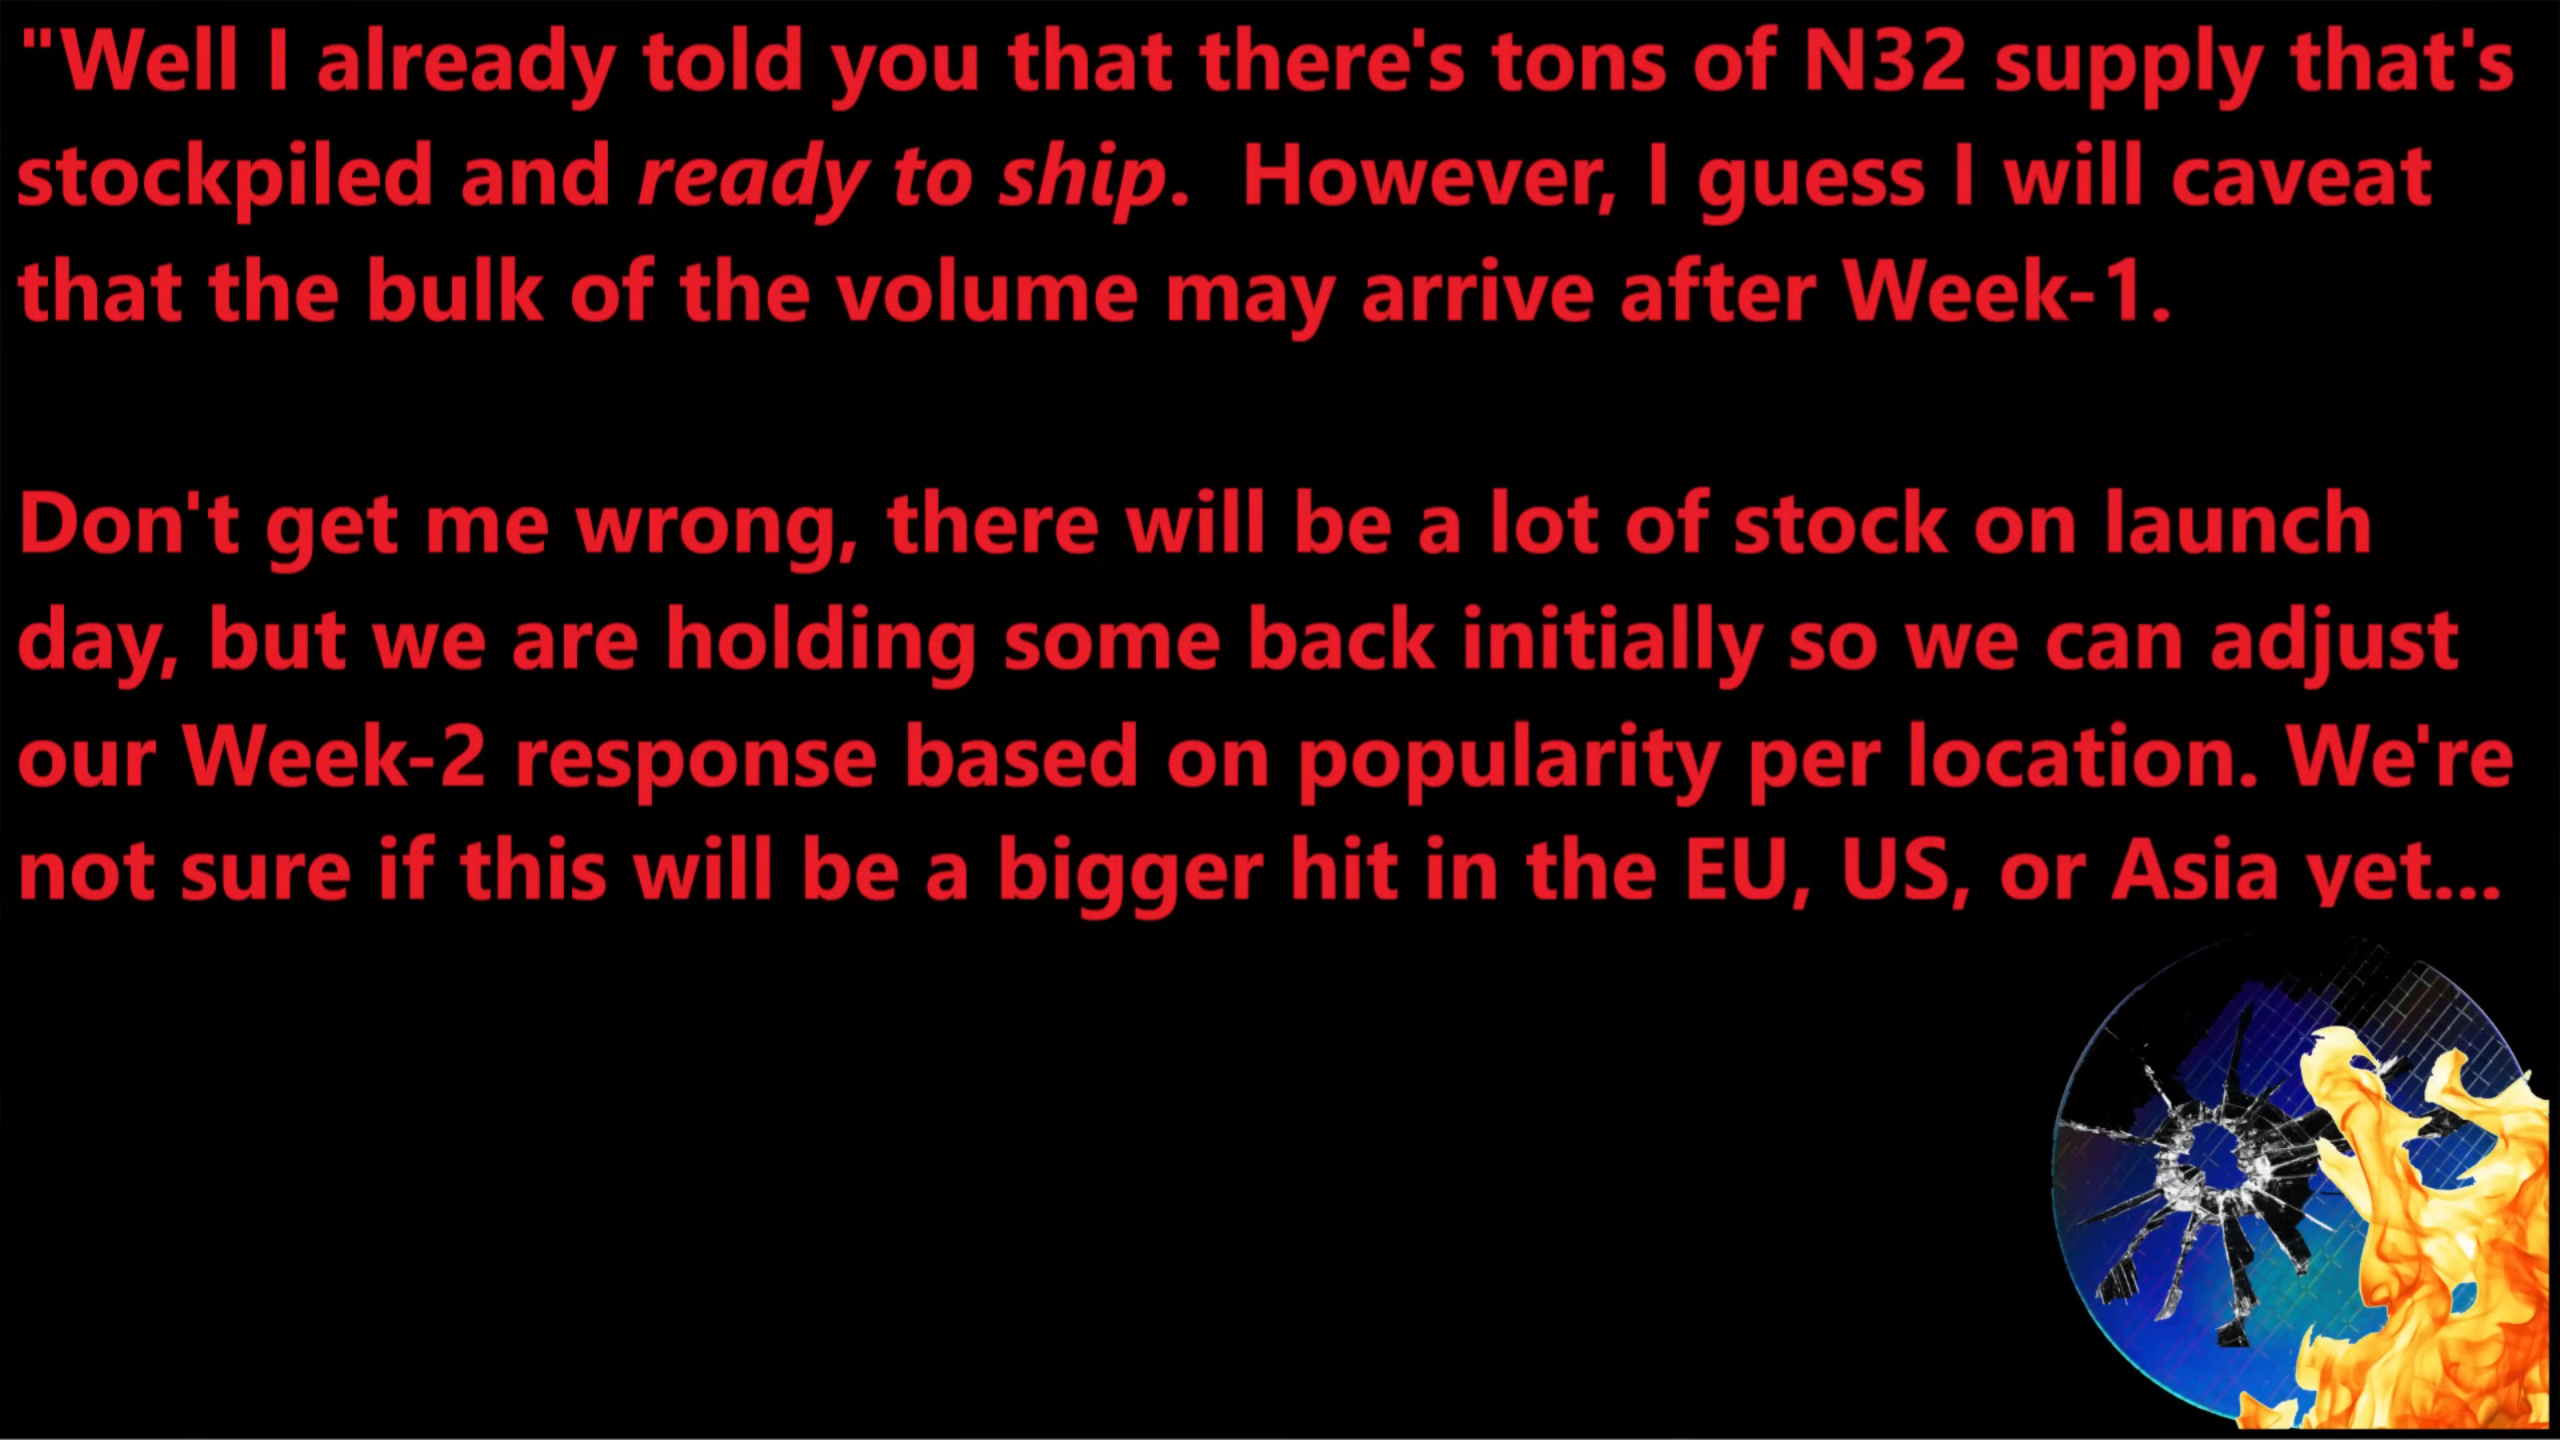 "Well I already told you that there's tons of N32 supply that's
stockpiled and ready to ship.  However, I guess I will caveat
that the bulk of the volume may arrive after Week-1.
Don't get me wrong, there will be a lot of stock on launch
day, but we are holding some back initially so we can adjust
our Week-2 response based on popularity per location. We're
not sure if this will be a bigger hit in the EU, US, or Asia yet...